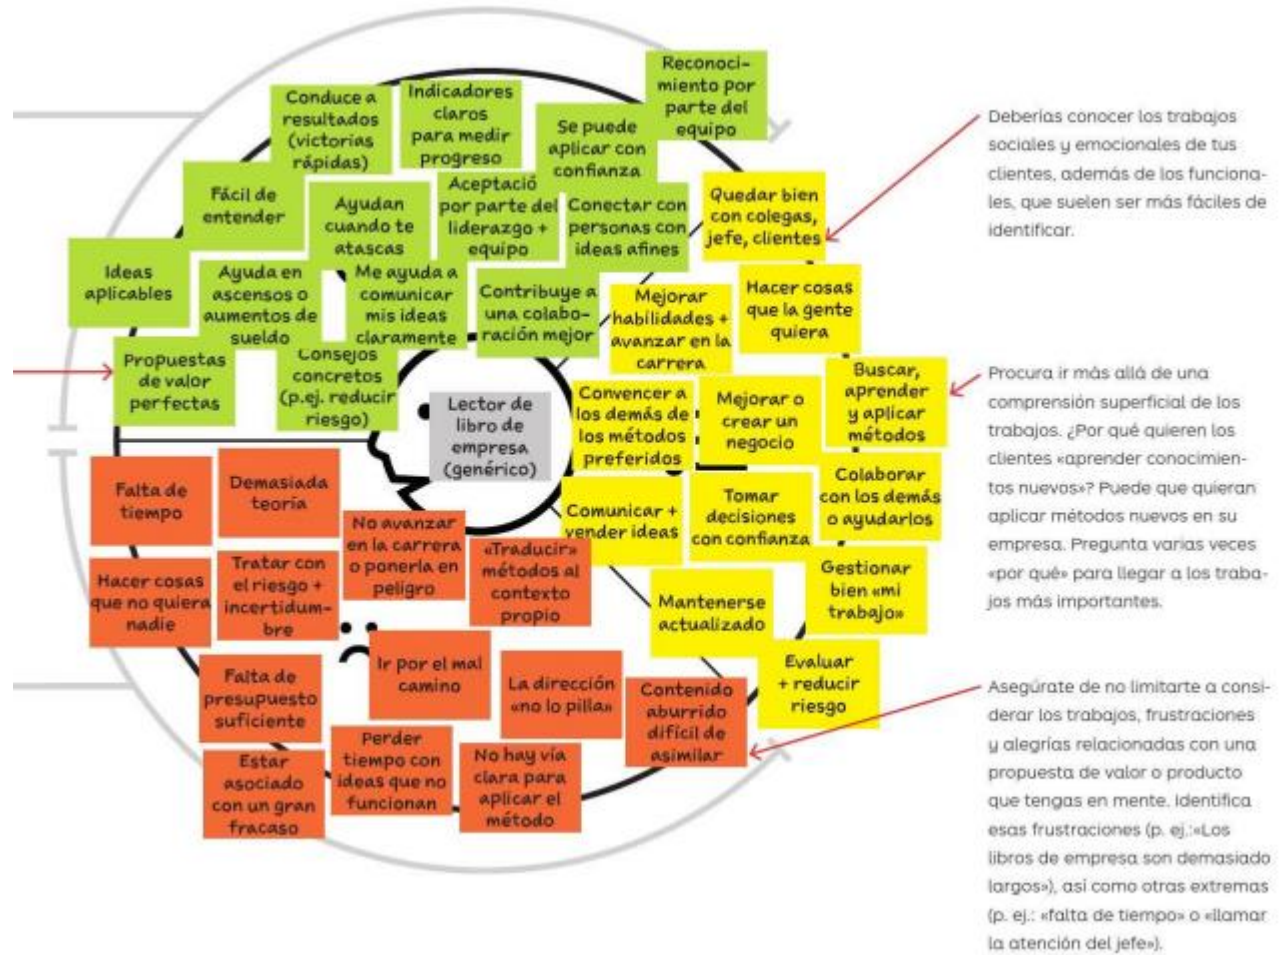 Conduce a
resultados
(victorias
rápidas)
Indicadores
claros
para medir
progreso
Se puede
aplicar con
confianza
Reconoci-
miento por
parte del
equipo
Fácil de
entender
Ayudan
cuando te
atascas
Aceptació
por parte del
liderazgo +
equipo
Conectar con
personas con
ideas afines
Ideas
aplicables
Ayuda en
ascensos o
aumentos de
sueldo
Me ayuda a
comunicar
mis ideas
claramente
Contribuye a
una colabo-
ración mejor
Propuestas
de valor
perfectas
Consejos
concretos
(p.ej. reducir
riesgo)
Lector de
libro de
empresa
(genérico)
Quedar bien
con colegas,
jefe, clientes
Mejorar
habilidades +
avanzar en la
carrera
Hacer cosas
que la gente
quiera
Convencer a
los demás de
los métodos
preferidos
Mejorar o
crear un
negocio
Buscar,
aprender
y aplicar
métodos
Comunicar +
vender ideas
Tomar
decisiones
con confianza
Colaborar
con los demás
o ayudarlos
Mantenerse
actualizado
Gestionar
bien «mi
trabajo»
Evaluar
+ reducir
riesgo
Falta de
tiempo
Demasiada
teoría
No avanzar
en la carrera
o ponerla en
peligro
«Traducir»
métodos al
contexto
propio
Hacer cosas
que no quiera
nadie
Tratar con
el riesgo +
incertidum-
bre
Falta de
presupuesto
suficiente
Ir por el mal
camino
La dirección
«no lo pilla»
Contenido
aburrido
difícil de
asimilar
Estar
asociado
con un gran
fracaso
Perder
tiempo con
ideas que no
funcionan
No hay vía
clara para
aplicar el
método
Deberías conocer los trabajos
sociales y emocionales de tus
clientes, además de los funciona-
les, que suelen ser más fáciles de
identificar.
Procura ir más allá de una
comprensión superficial de los
trabajos. ¿Por qué quieren los
clientes «aprender conocimien-
tos nuevos»? Puede que quieran
aplicar métodos nuevos en su
empresa. Pregunta varias veces
«por qué» para llegar a los traba-
jos más importantes.
Asegúrate de no limitarte a consi-
derar los trabajos, frustraciones
y alegrías relacionadas con una
propuesta de valor o producto
que tengas en mente. Identifica
esas frustraciones (p. ej.:«Los
libros de empresa son demasiado
largos»), así como otras extremas
(p. ej.: «falta de tiempo» o «llamar
la atención del jefe»).